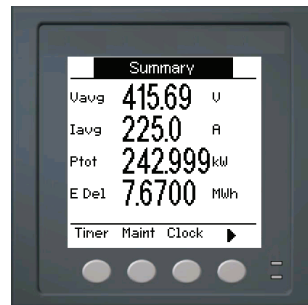 Summary
Vavg 415.69 V
Iavg 225.0 A
Ptot 242.999 kW
E Del 7.6700 MWh
Timer Maint Clock